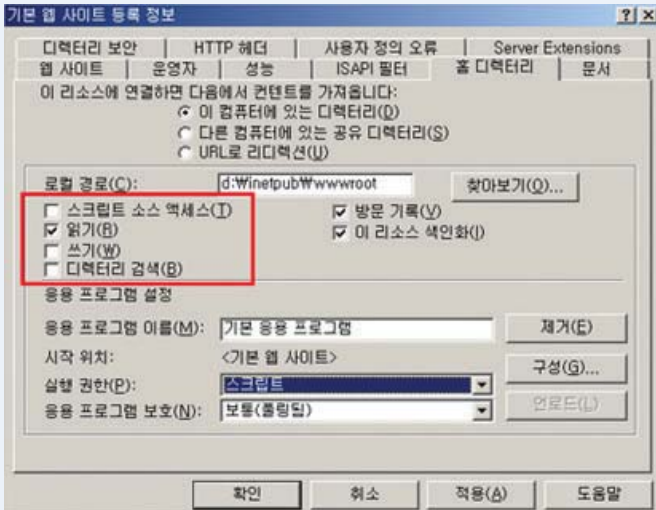 기본 웹 사이트 등록 정보
디렉터리 보안 HTTP 헤더 사용자 정의 오류 Server Extensions
웹 사이트 운영자 성능 ISAPI 필터 홈 디렉터리 문서
이 리소스에 연결하면 다음에서 컨텐트를 가져옵니다:
이 컴퓨터에 있는 디렉터리(D)
다른 컴퓨터에 있는 공유 디렉터리(S)
URL로 리디렉션(U)
로컬 경로(C): d:₩inetpub₩wwwroot 찾아보기(O)...
스크립트 소스 액세스(T) 방문 기록(V)
읽기(R) 이 리소스 색인화(I)
쓰기(W)
디렉터리 검색(B)
응용 프로그램 설정
응용 프로그램 이름(M): 기본 응용 프로그램 제거(E)
시작 위치: <기본 웹 사이트>
구성(G)...
실행 권한(P): 스크립트
응용 프로그램 보호(N): 보통(풀링됨) 언로드(L)
확인 취소 적용(A) 도움말